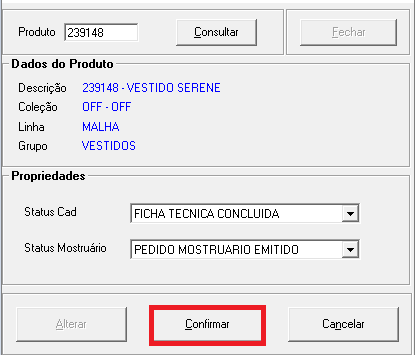 Produto 239148 Consultar Fechar
Dados do Produto
Descrição 239148 - VESTIDO SERENE
Coleção OFF - OFF
Linha MALHA
Grupo VESTIDOS
Propriedades
Status Cad FICHA TECNICA CONCLUIDA
Status Mostruário PEDIDO MOSTRUARIO EMITIDO
Alterar Confirmar Cancelar